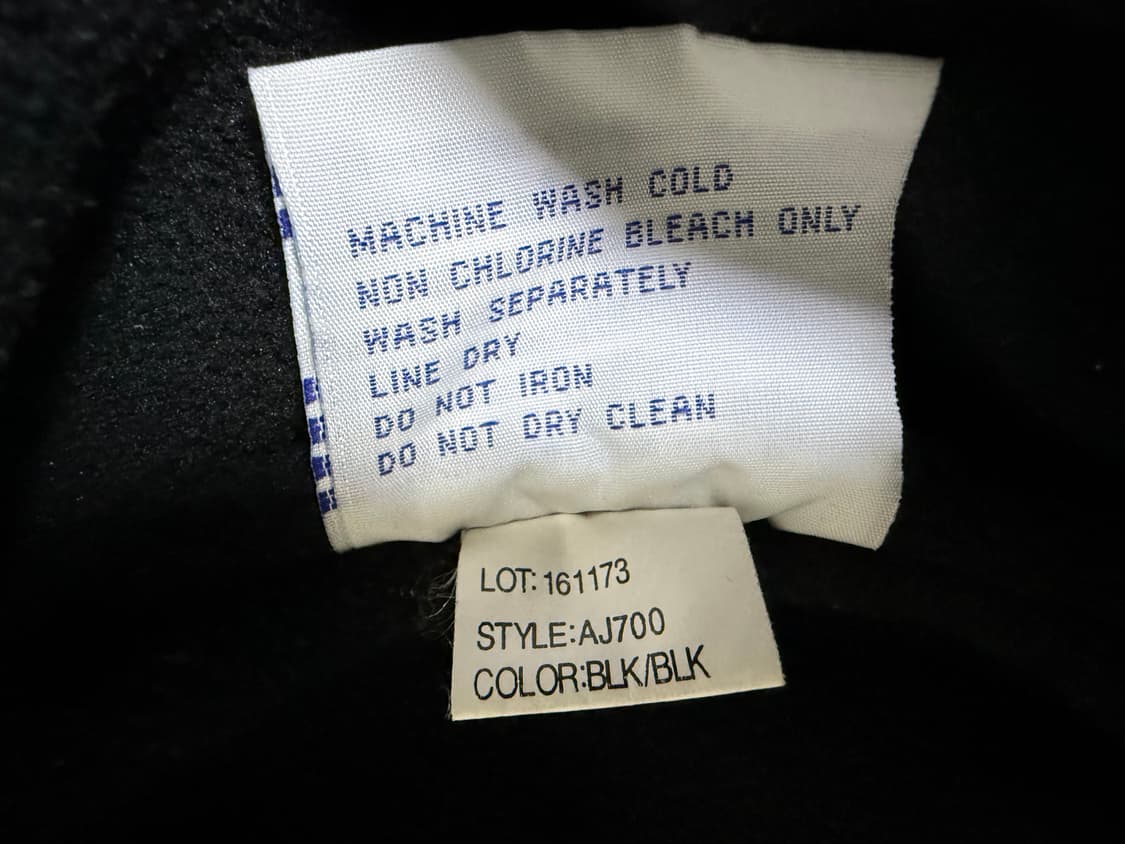 MACHINE WASH COLD
NON CHLORINE BLEACH ONLY
WASH SEPARATELY
LINE DRY
DO NOT IRON
DO NOT DRY CLEAN
LOT: 161173
STYLE:AJ700
COLOR:BLK/BLK